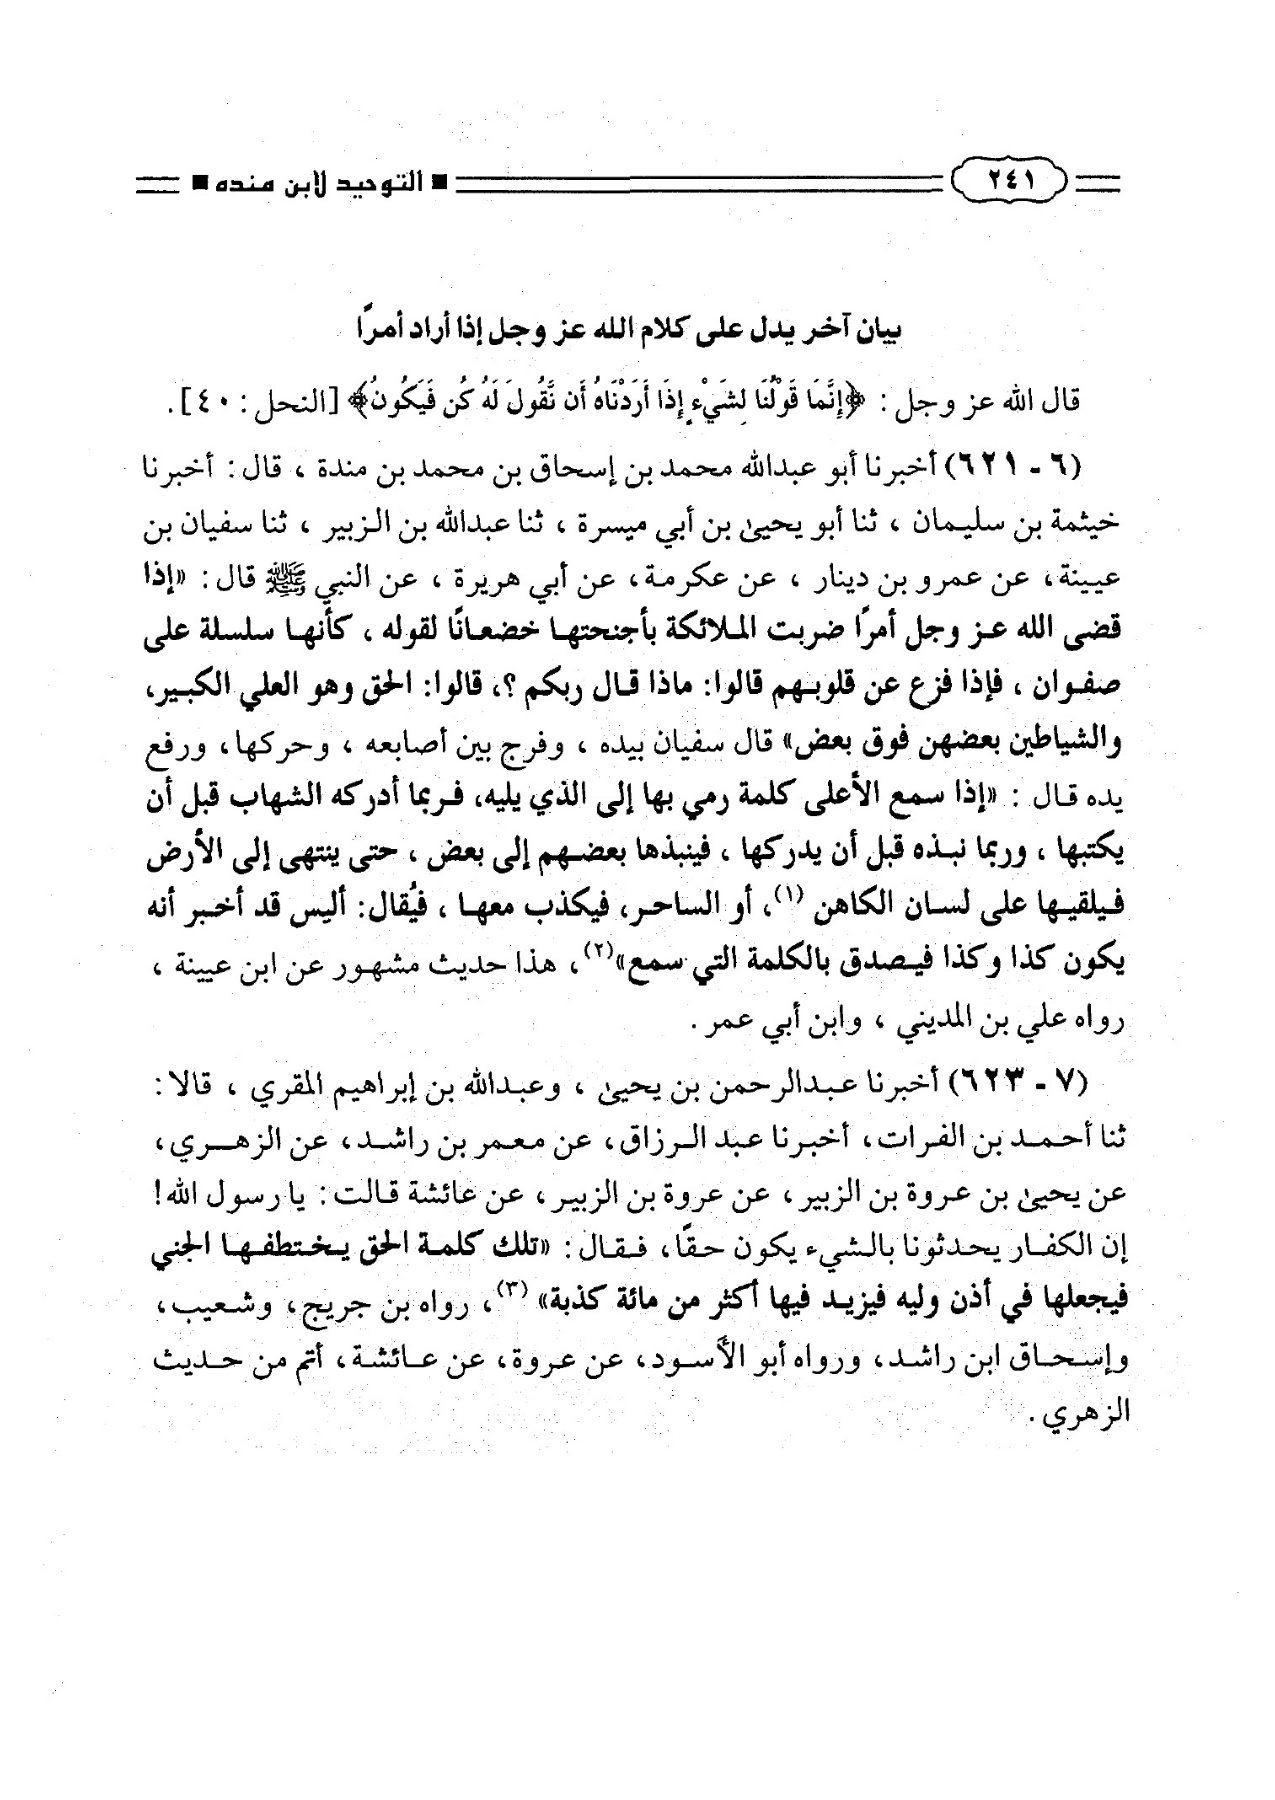 ٢٤١ ■ التوحيد لابن منده ■
بيان آخر يدل على كلام الله عز وجل إذا أراد أمرًا
قال الله عز وجل : ﴿إِنَّمَا قَوْلُنَا لِشَيْءٍ إِذَا أَرَدْنَاهُ أَن نَّقُولَ لَهُ كُن فَيَكُونُ﴾ [النحل : ٤٠].
(٦ - ٦٢١) أخبرنا أبو عبدالله محمد بن إسحاق بن محمد بن مندة ، قال : أخبرنا
خيثمة بن سليمان ، ثنا أبو يحيىٰ بن أبي ميسرة ، ثنا عبدالله بن الزبير ، ثنا سفيان بن
عيينة ، عن عمرو بن دينار ، عن عكرمة، عن أبي هريرة ، عن النبي ﷺ قال : «إذا
قضى الله عز وجل أمرًا ضربت الملائكة بأجنحتها خضعانًا لقوله ، كأنها سلسلة على
صفوان ، فإذا فزع عن قلوبهم قالوا: ماذا قال ربكم ؟، قالوا: الحق وهو العلي الكبير،
والشياطين بعضهن فوق بعض» قال سفيان بيده ، وفرج بين أصابعه ، وحركها، ورفع
يده قال : «إذا سمع الأعلى كلمة رمي بها إلى الذي يليه، فربما أدركه الشهاب قبل أن
يكتبها ، وربما نبذه قبل أن يدركها ، فينبذها بعضهم إلى بعض ، حتى ينتهى إلى الأرض
فيلقيها على لسان الكاهن (١)، أو الساحر، فيكذب معها ، فيُقال: أليس قد أخبر أنه
يكون كذا وكذا فيصدق بالكلمة التي سمع»(٢)، هذا حديث مشهور عن ابن عيينة ،
رواه علي بن المديني ، وابن أبي عمر .
(٧ - ٦٢٣) أخبرنا عبدالرحمن بن يحيىٰ ، وعبدالله بن إبراهيم المقري ، قالا :
ثنا أحمد بن الفرات، أخبرنا عبد الرزاق، عن معمر بن راشد، عن الزهري،
عن يحيىٰ بن عروة بن الزبير، عن عروة بن الزبير، عن عائشة قالت : يا رسول الله!
إن الكفار يحدثونا بالشيء يكون حقًا، فقال : «تلك كلمة الحق يختطفها الجني
فيجعلها في أذن وليه فيزيد فيها أكثر من مائة كذبة» (٣)، رواه بن جريج، وشعيب،
وإسحاق ابن راشد، ورواه أبو الأسود، عن عروة، عن عائشة، أتم من حديث
الزهري .